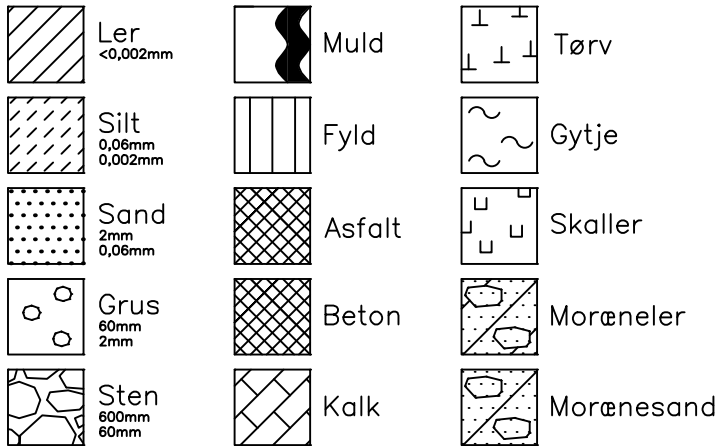 Ler
<0,002mm
Silt
0,06mm
0,002mm
Sand
2mm
0,06mm
Grus
60mm
2mm
Sten
600mm
60mm
Muld
Fyld
Asfalt
Beton
Kalk
Tørv
Gytje
Skaller
Moræneler
Morænesand